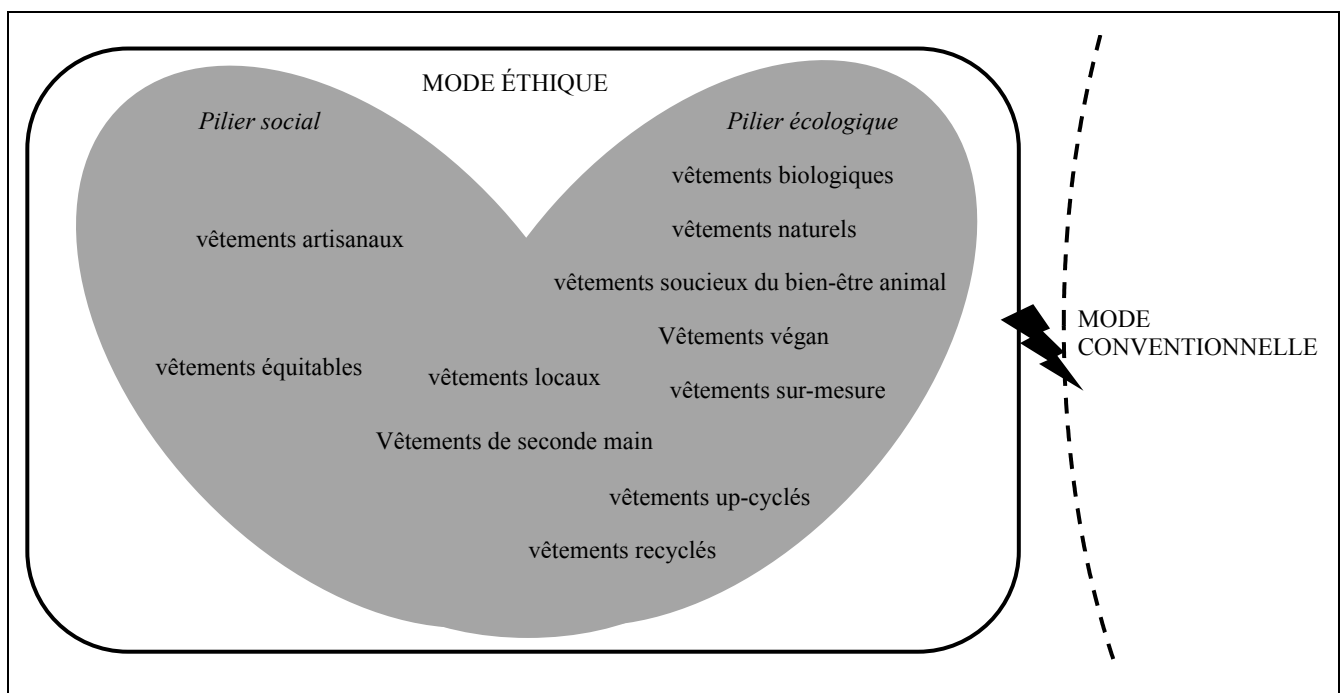 MODE ÉTHIQUE
Pilier social
Pilier écologique
vêtements biologiques
vêtements naturels
vêtements artisanaux
vêtements soucieux du bien-être animal
Vêtements végan
vêtements équitables
vêtements locaux
vêtements sur-mesure
Vêtements de seconde main
vêtements up-cyclés
vêtements recyclés
MODE
CONVENTIONNELLE